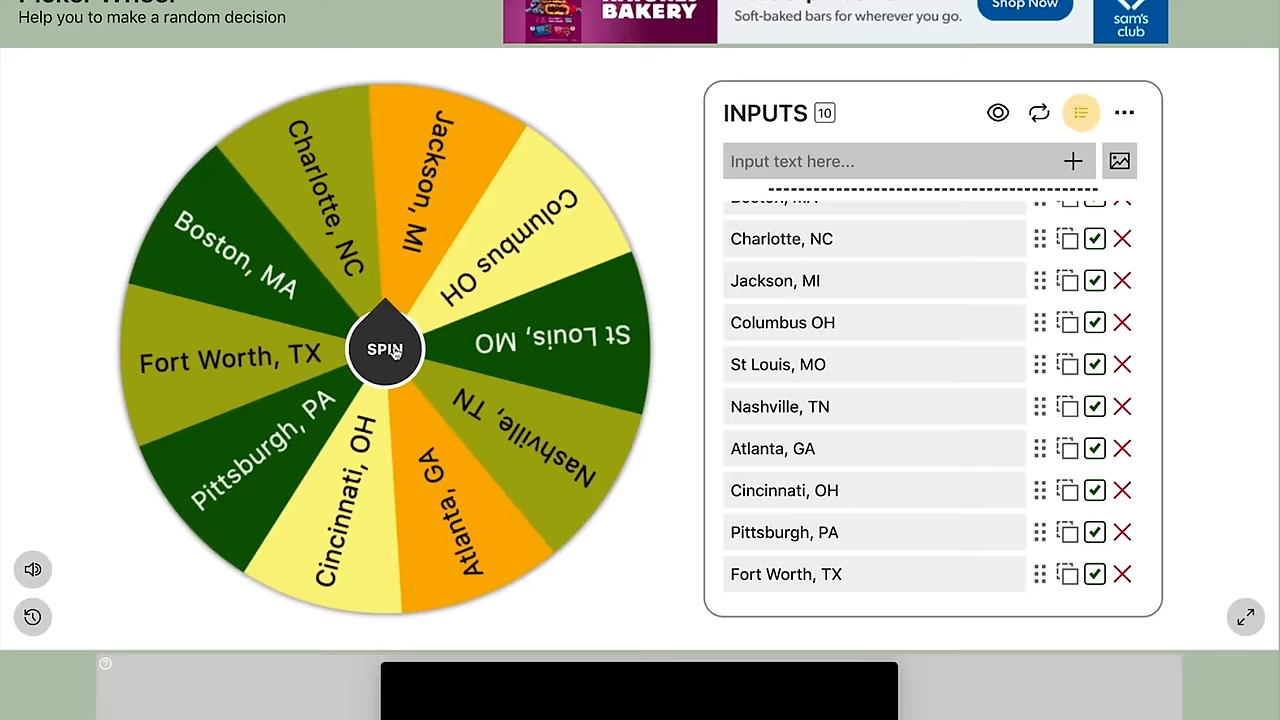 Help you to make a random decision
BAKERY
Soft-baked bars for wherever you go.
Shop Now
sam's
club
Charlotte, NC
Jackson, MI
Columbus OH
St Louis, MO
Nashville, TN
Atlanta, GA
Cincinnati, OH
Pittsburgh, PA
Fort Worth, TX
Boston, MA
SPIN
INPUTS 10
Input text here...
Boston, MA
Charlotte, NC
Jackson, MI
Columbus OH
St Louis, MO
Nashville, TN
Atlanta, GA
Cincinnati, OH
Pittsburgh, PA
Fort Worth, TX